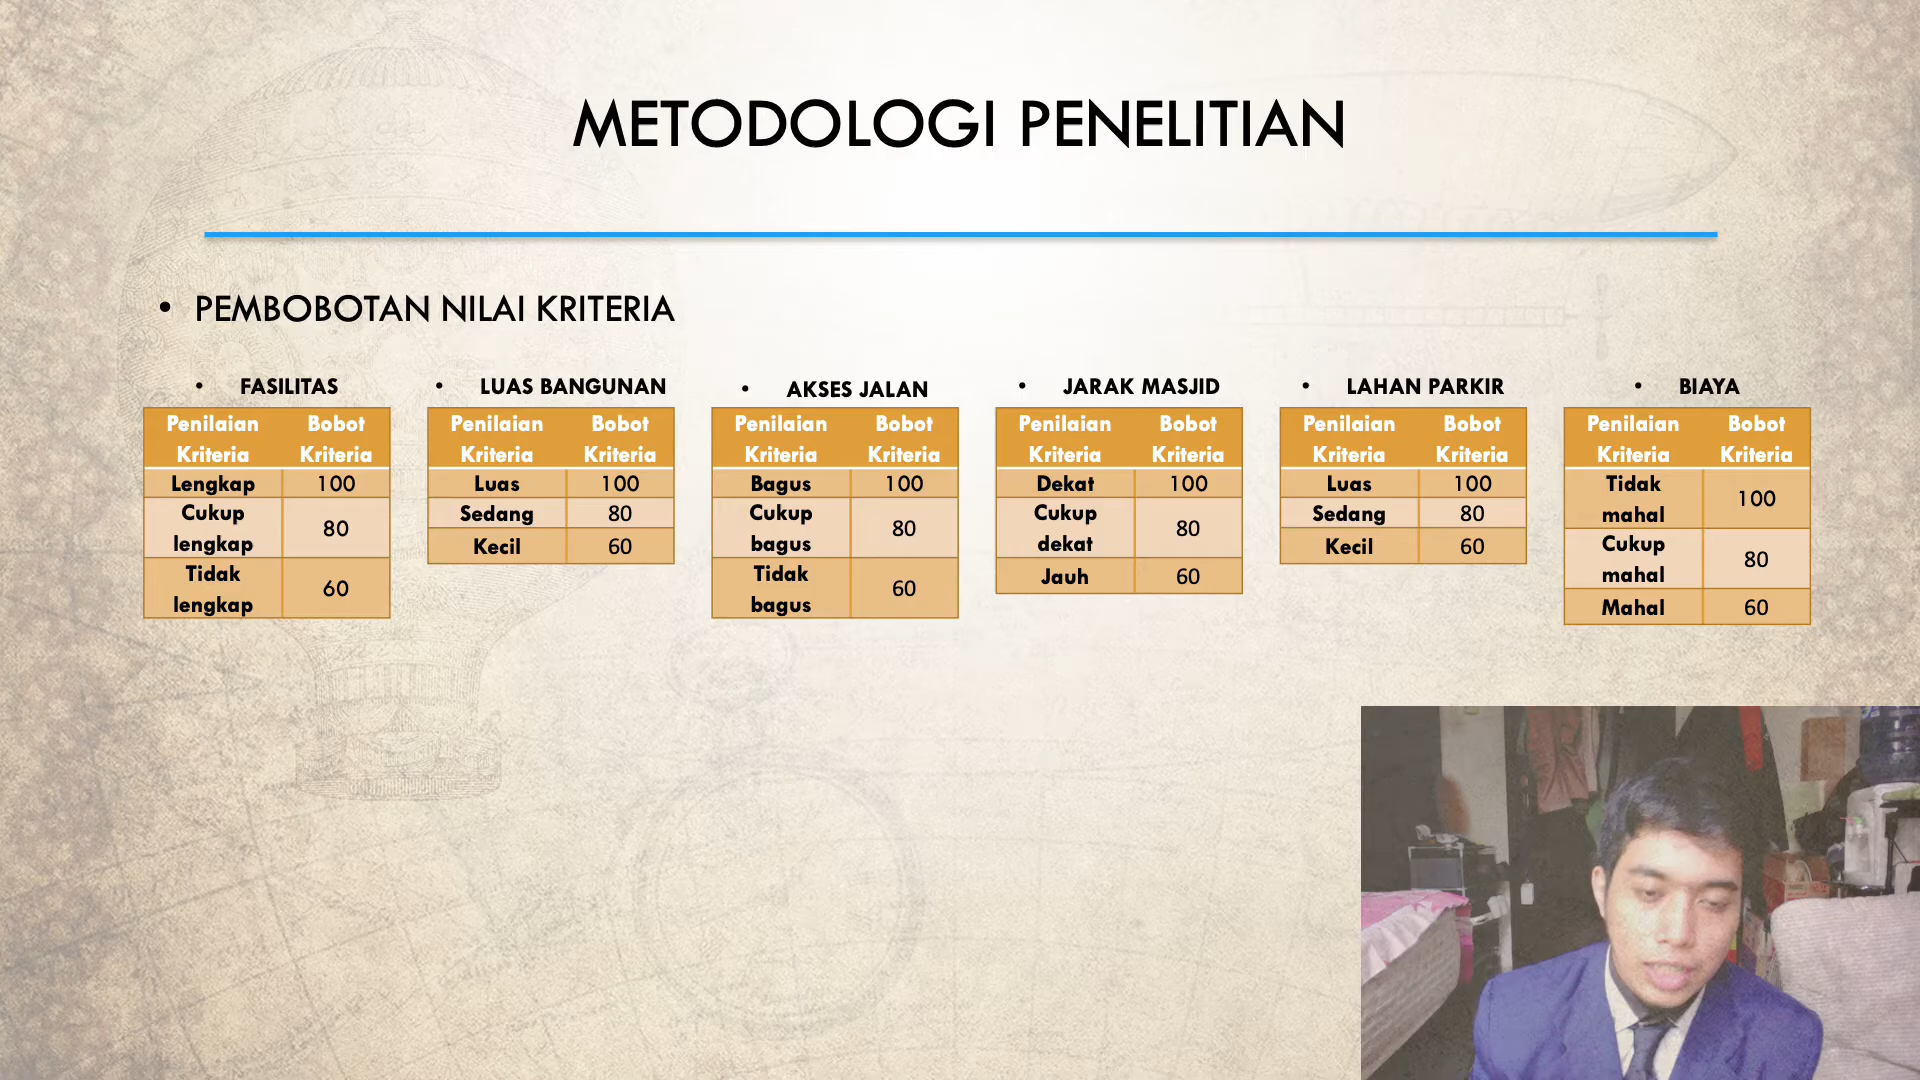 METODOLOGI PENELITIAN
• PEMBOBOTAN NILAI KRITERIA
• FASILITAS
Penilaian Kriteria Bobot Kriteria
Lengkap 100
Cukup lengkap 80
Tidak lengkap 60
• LUAS BANGUNAN
Penilaian Kriteria Bobot Kriteria
Luas 100
Sedang 80
Kecil 60
• AKSES JALAN
Penilaian Kriteria Bobot Kriteria
Bagus 100
Cukup bagus 80
Tidak bagus 60
• JARAK MASJID
Penilaian Kriteria Bobot Kriteria
Dekat 100
Cukup dekat 80
Jauh 60
• LAHAN PARKIR
Penilaian Kriteria Bobot Kriteria
Luas 100
Sedang 80
Kecil 60
• BIAYA
Penilaian Kriteria Bobot Kriteria
Tidak mahal 100
Cukup mahal 80
Mahal 60